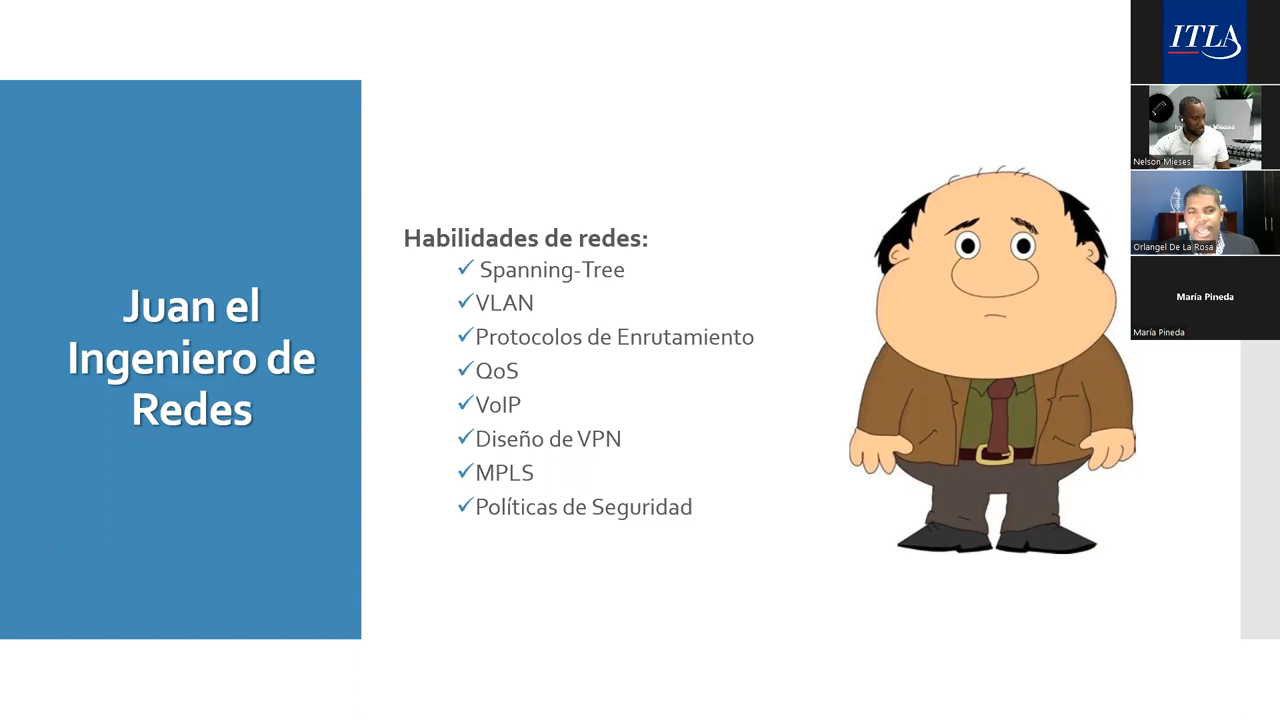 Juan el
Ingeniero de
Redes
Habilidades de redes:
✓ Spanning-Tree
✓VLAN
✓Protocolos de Enrutamiento
✓QoS
✓VoIP
✓Diseño de VPN
✓MPLS
✓Políticas de Seguridad
ITLA
Nelson Mieses
Orlangel De La Rosa
María Pineda
María Pineda